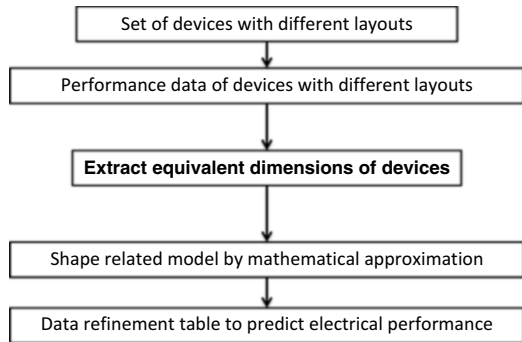 Set of devices with different layouts
Performance data of devices with different layouts
Extract equivalent dimensions of devices
Shape related model by mathematical approximation
Data refinement table to predict electrical performance